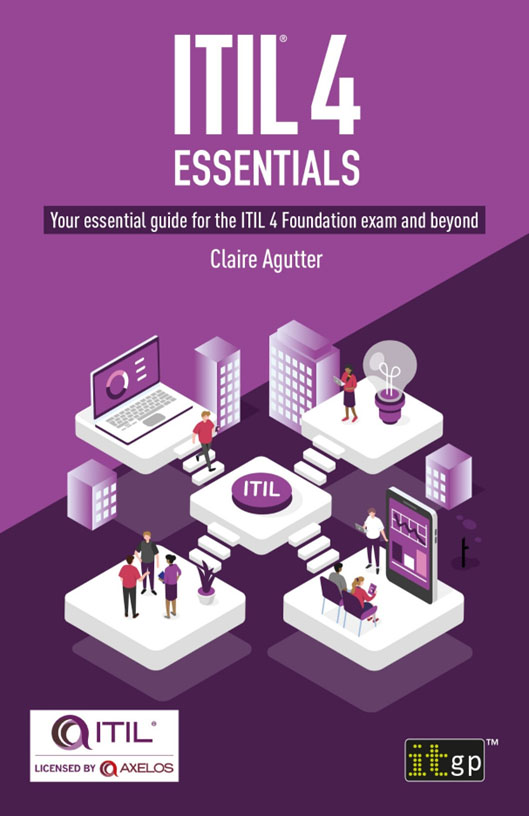 ITIL® 4
ESSENTIALS
Your essential guide for the ITIL 4 Foundation exam and beyond
Claire Agutter
ITIL
ITIL®
LICENSED BY AXELOS
itgp™